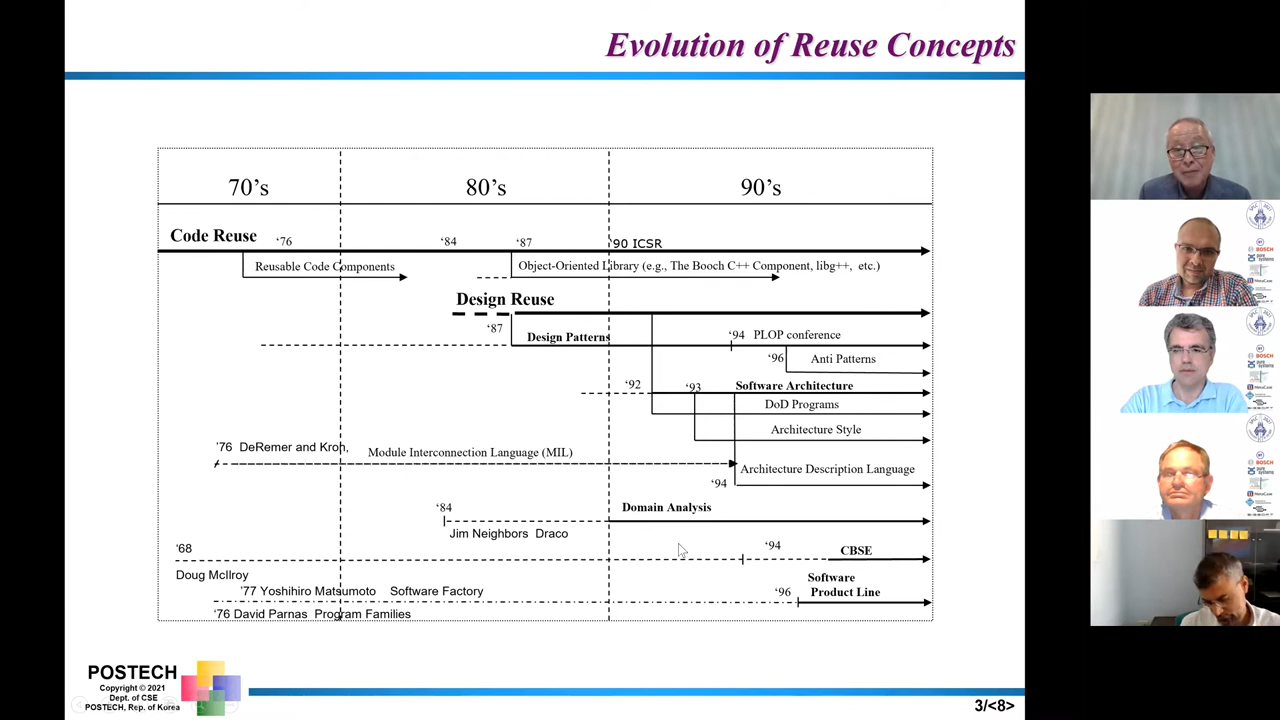 Evolution of Reuse Concepts
70's
80's
90's
Code Reuse
'76
'84
'87
'90 ICSR
Reusable Code Components
Object-Oriented Library (e.g., The Booch C++ Component, libg++, etc.)
Design Reuse
'87
Design Patterns
'94 PLOP conference
'96
Anti Patterns
'92
'93
Software Architecture
DoD Programs
Architecture Style
'76 DeRemer and Kron,
Module Interconnection Language (MIL)
Architecture Description Language
'94
'84
Domain Analysis
Jim Neighbors Draco
'68
'94
CBSE
Doug McIlroy
Software
'77 Yoshihiro Matsumoto Software Factory
'96
Product Line
'76 David Parnas Program Families
POSTECH
Copyright © 2021
Dept. of CSE
POSTECH, Rep. of Korea
3/<8>
BOSCH
BOSCH
BOSCH